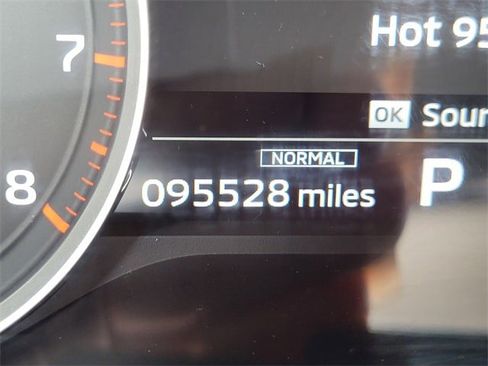 Hot 95
7
OK Sour
NORMAL
8 095528 miles P